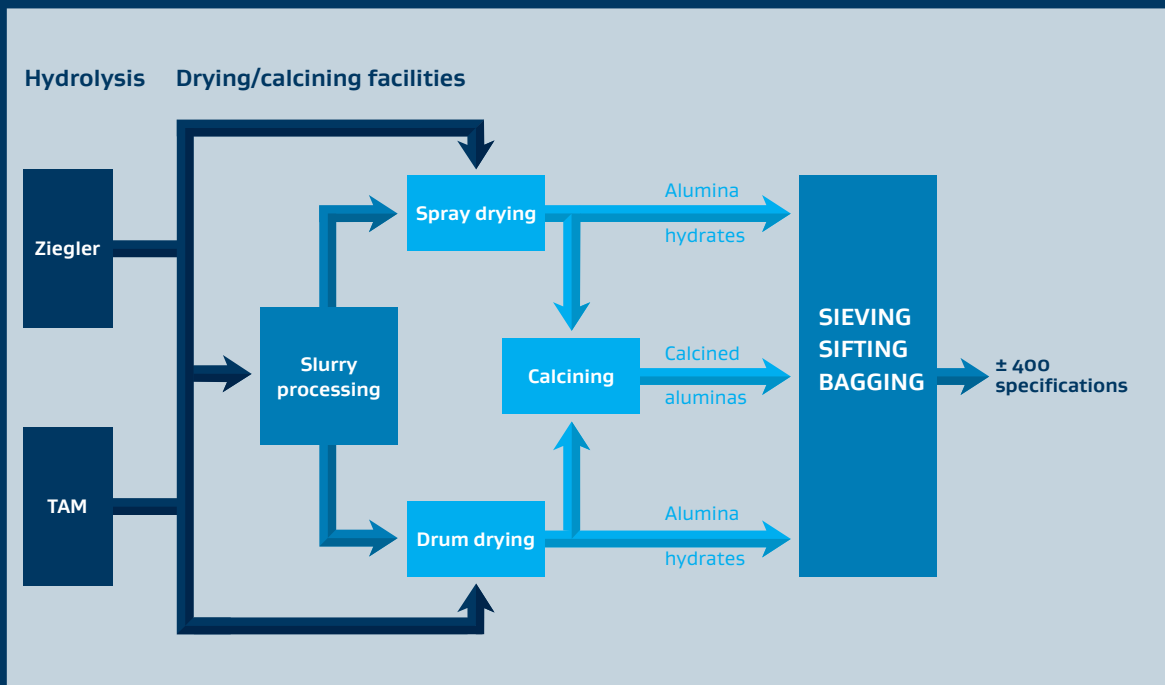 Hydrolysis
Drying/calcining facilities
Ziegler
TAM
Slurry
processing
Spray drying
Calcining
Drum drying
Alumina
hydrates
Calcined
aluminas
Alumina
hydrates
SIEVING
SIFTING
BAGGING
± 400
specifications